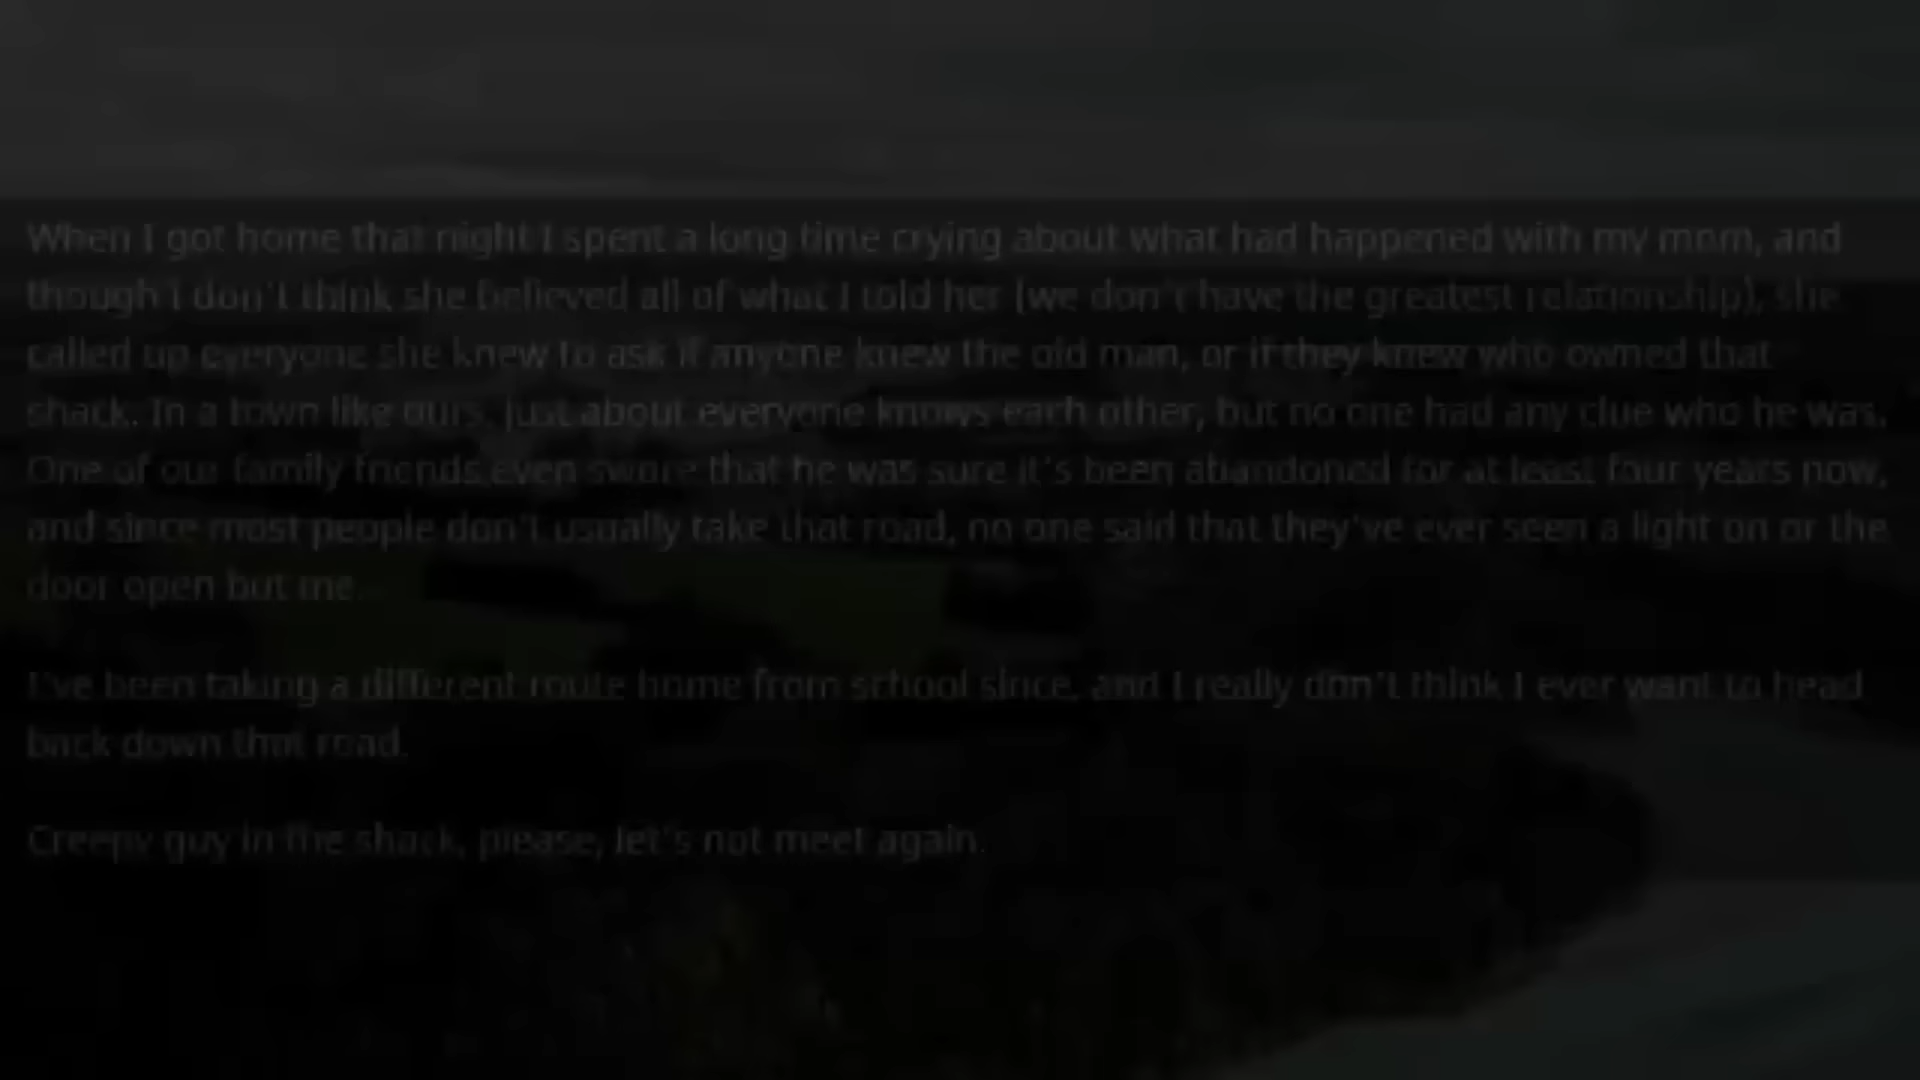 When I got home that night I spent a long time crying about what had happened with my mom, and
though I don't think she believed all of what I told her (we don't have the greatest relationship), she
called up everyone she knew to ask if anyone knew the old man, or if they knew who owned that
shack. In a town like ours, just about everyone knows each other, but no one had any clue who he was.
One of our family friends even swore that he was sure it's been abandoned for at least four years now,
and since most people don't usually take that road, no one said that they've ever seen a light on or the
door open but me.
I've been taking a different route home from school since, and I really don't think I ever want to head
back down that road.
Creepy guy in the shack, please, let's not meet again.